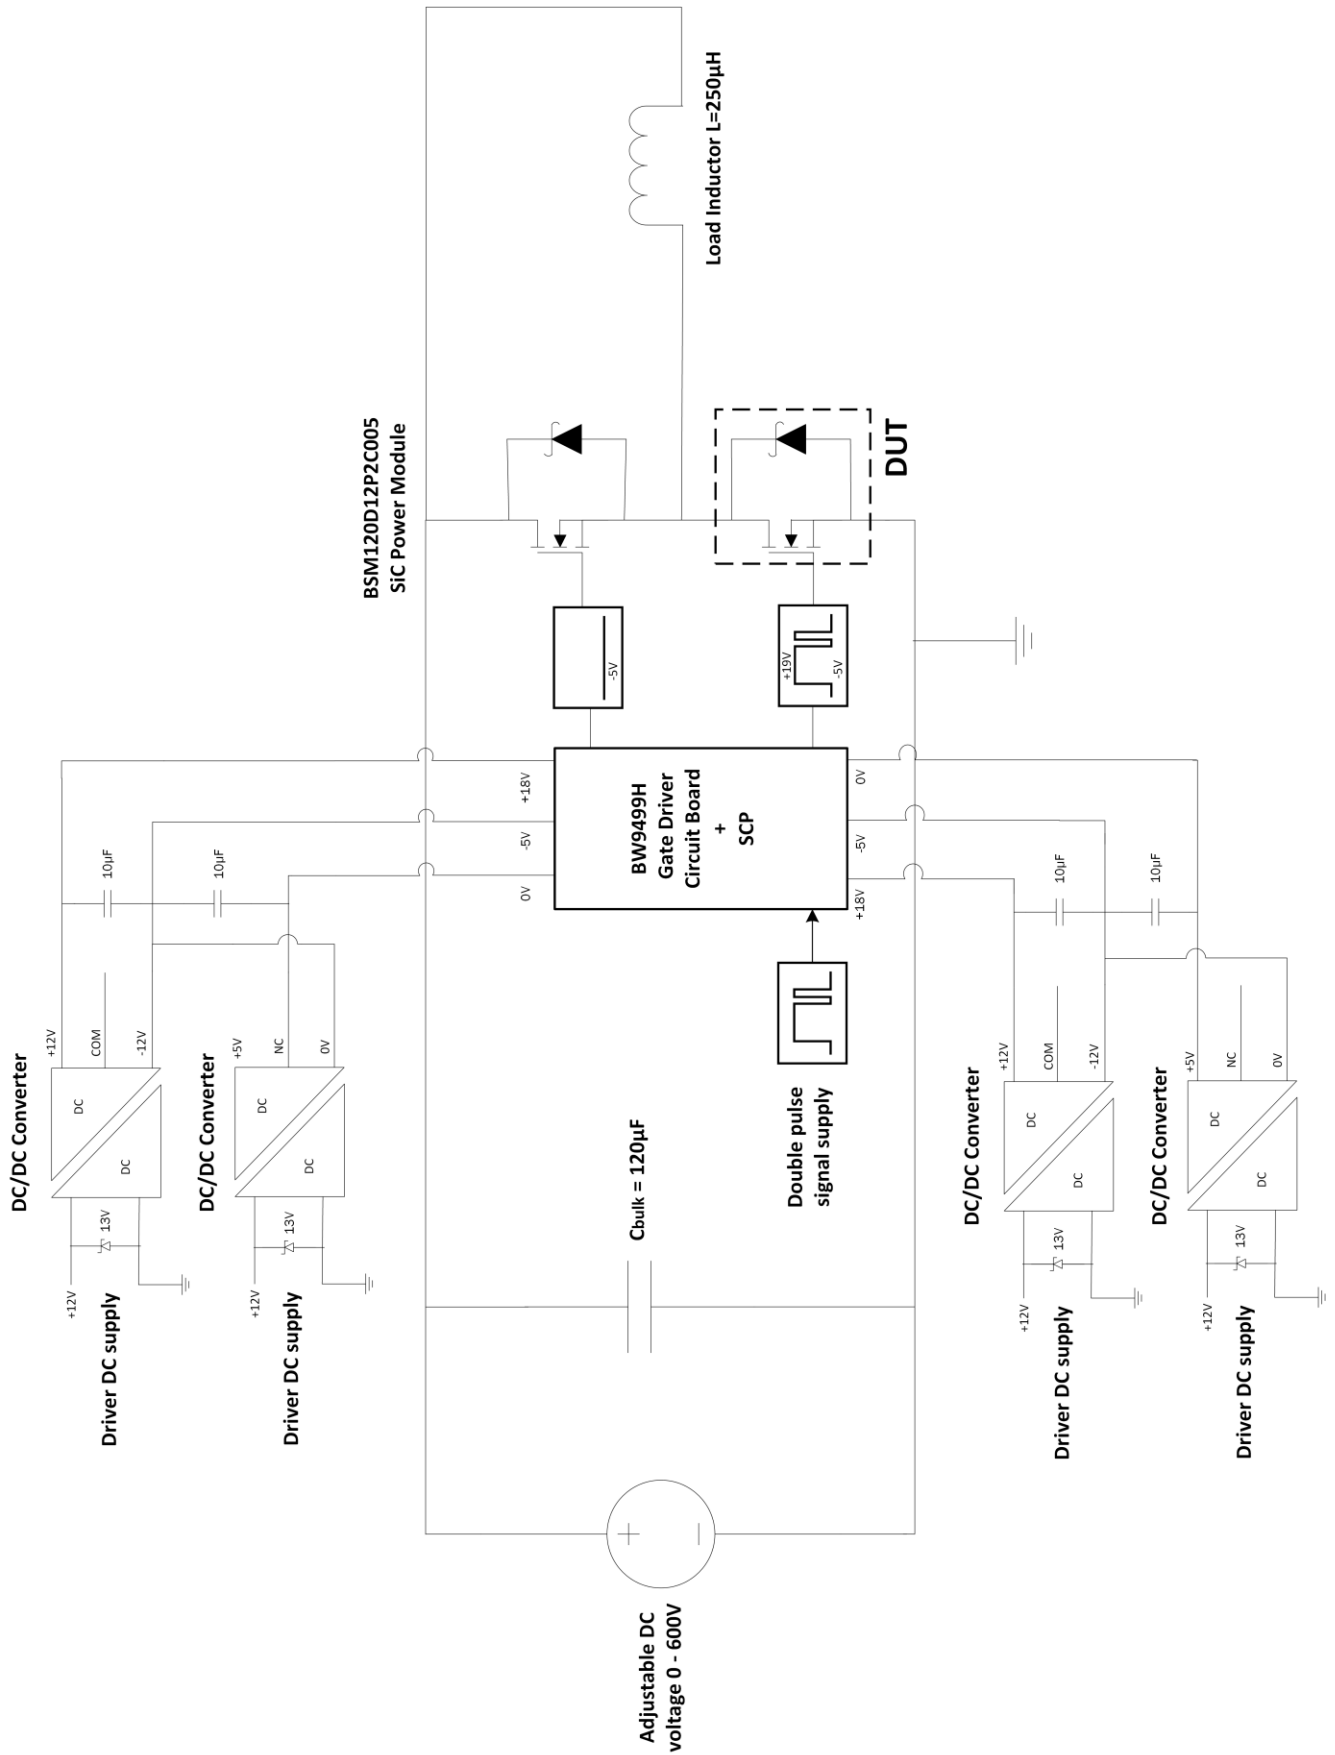 DC/DC Converter
+12V
COM
-12V
DC
DC
13V
+12V
Driver DC supply
10µF
10µF
DC/DC Converter
+5V
NC
0V
DC
DC
13V
+12V
Driver DC supply
+18V
-5V
0V
BSM120D12P2C005
SiC Power Module
Load Inductor L=250µH
Adjustable DC
voltage 0 - 600V
+
−
Cbulk = 120µF
Double pulse
signal supply
BW9499H
Gate Driver
Circuit Board
+
SCP
-5V
+19V
-5V
DUT
+18V
-5V
0V
DC/DC Converter
+12V
COM
-12V
DC
DC
13V
+12V
Driver DC supply
10µF
10µF
DC/DC Converter
+5V
NC
0V
DC
DC
13V
+12V
Driver DC supply